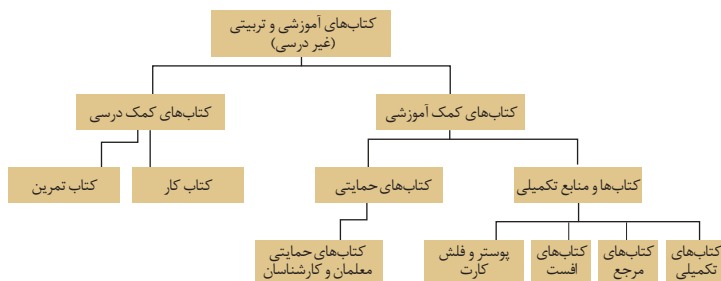 کتاب‌های آموزشی و تربیتی
(غیر درسی)
کتاب‌های کمک آموزشی
کتاب‌های کمک درسی
کتاب‌ها و منابع تکمیلی
کتاب‌های حمایتی
کتاب کار
کتاب تمرین
کتاب‌های
تکمیلی
کتاب‌های
مرجع
کتاب‌های
افست
پوستر و فلش
کارت
کتاب‌های حمایتی
معلمان و کارشناسان